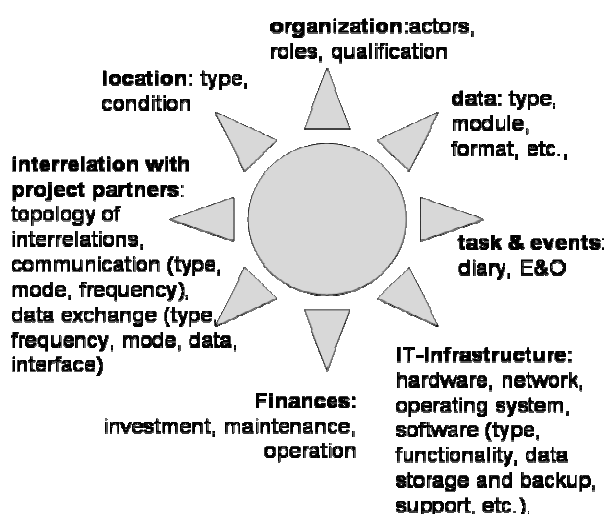 organization:actors,
roles, qualification
location: type,
condition
data: type,
module,
format, etc.,
interrelation with
project partners:
topology of
interrelations,
communication (type,
mode, frequency),
data exchange (type,
frequency, mode, data,
interface)
task & events:
diary, E&O
IT-Infrastructure:
hardware, network,
operating system,
software (type,
functionality, data
storage and backup,
support, etc.),
Finances:
investment, maintenance,
operation